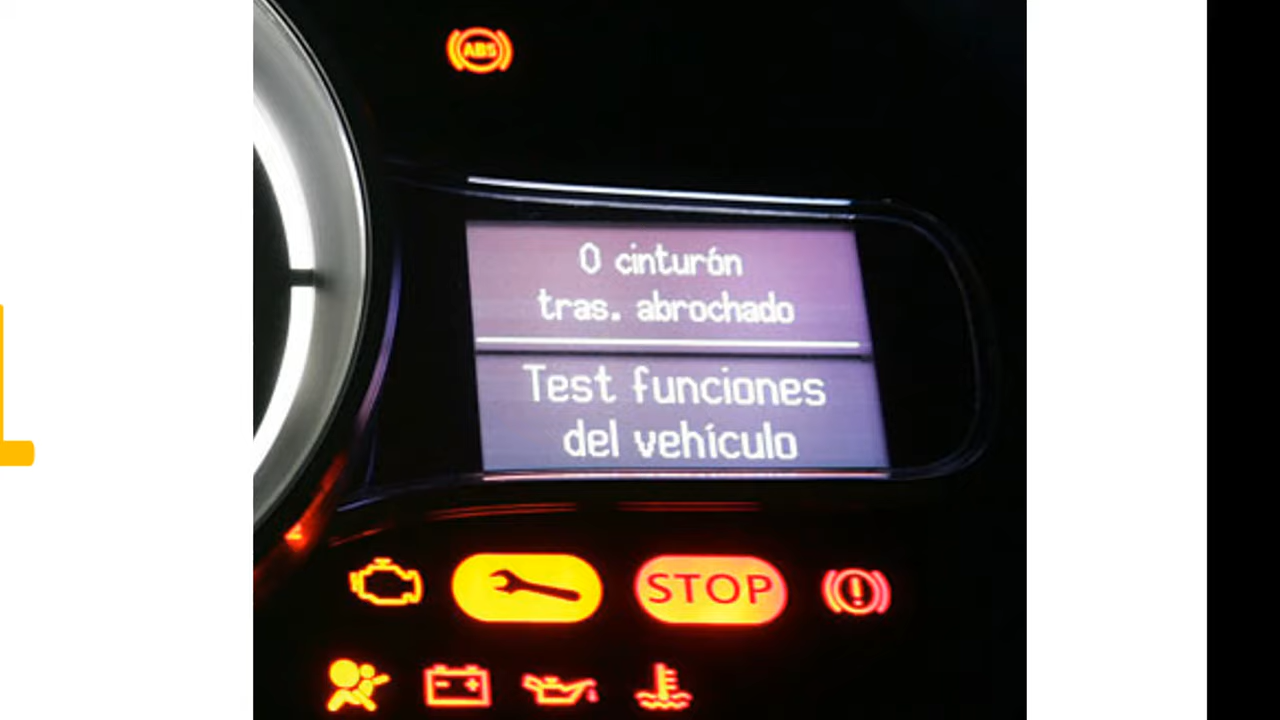 ABS
0 cinturón
tras. abrochado
Test funciones
del vehículo
STOP